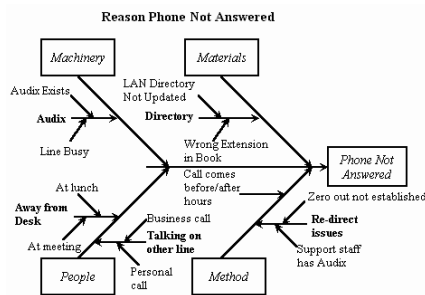 Reason Phone Not Answered
Machinery
Materials
Audix Exists
Audix
Line Busy
LAN Directory
Not Updated
Directory
Wrong Extension
in Book
Phone Not
Answered
Call comes
before/after
hours
At lunch
Away from
Desk
At meeting
Business call
Talking on
other line
Personal
call
Zero out not established
Re-direct
issues
Support staff
has Audix
People
Method